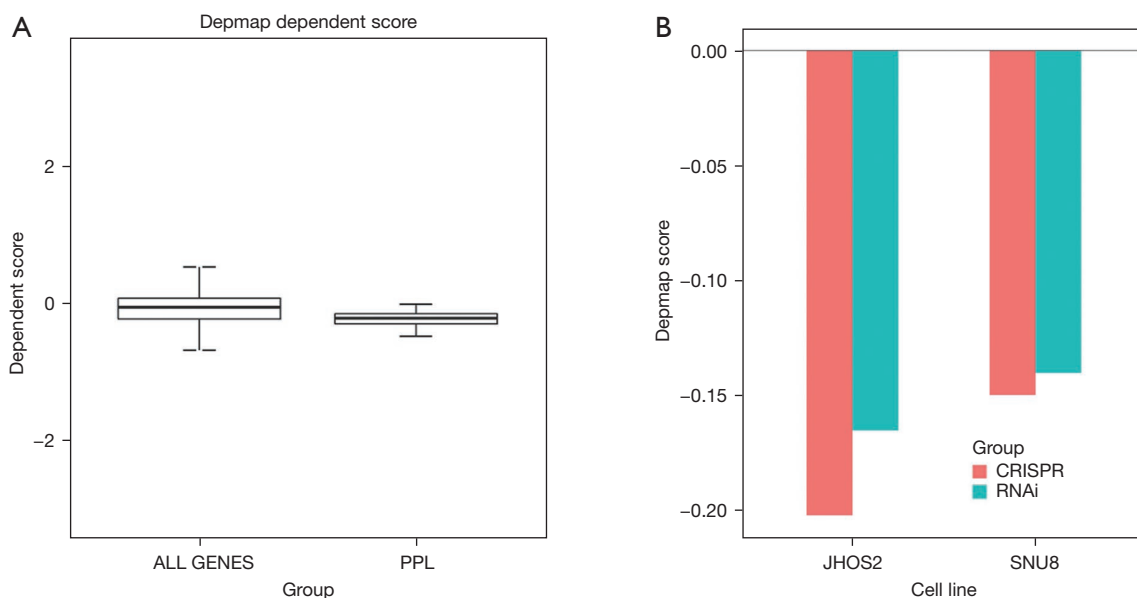 A
Depmap dependent score
2
0
−2
Dependent score
ALL GENES
PPL
Group
B
0.00
−0.05
−0.10
−0.15
−0.20
Depmap score
Group
CRISPR
RNAi
JHOS2
SNU8
Cell line